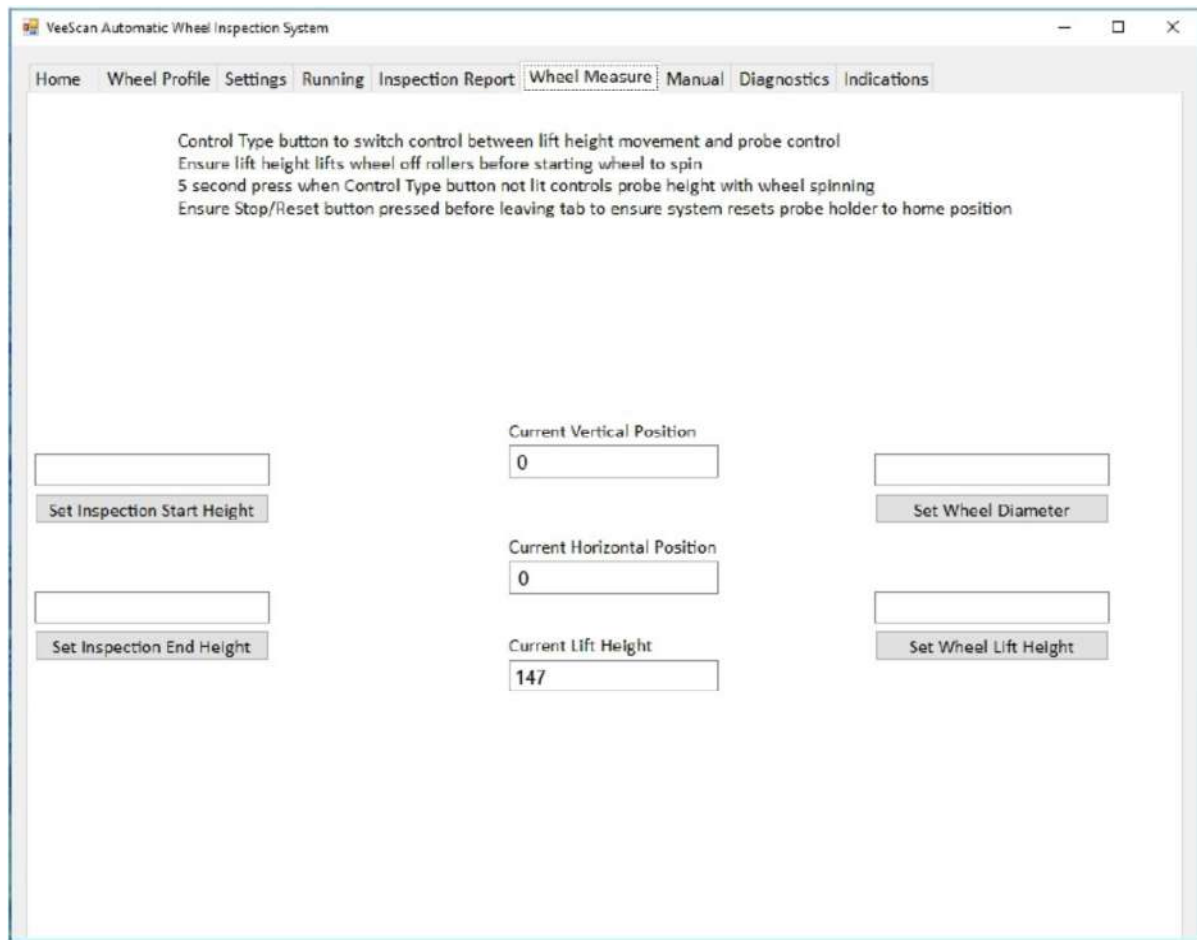 VeeScan Automatic Wheel Inspection System
Home Wheel Profile Settings Running Inspection Report Wheel Measure Manual Diagnostics Indications
Control Type button to switch control between lift height movement and probe control
Ensure lift height lifts wheel off rollers before starting wheel to spin
5 second press when Control Type button not lit controls probe height with wheel spinning
Ensure Stop/Reset button pressed before leaving tab to ensure system resets probe holder to home position
Current Vertical Position
0
Set Inspection Start Height
Set Wheel Diameter
Current Horizontal Position
0
Set Inspection End Height
Current Lift Height
Set Wheel Lift Height
147